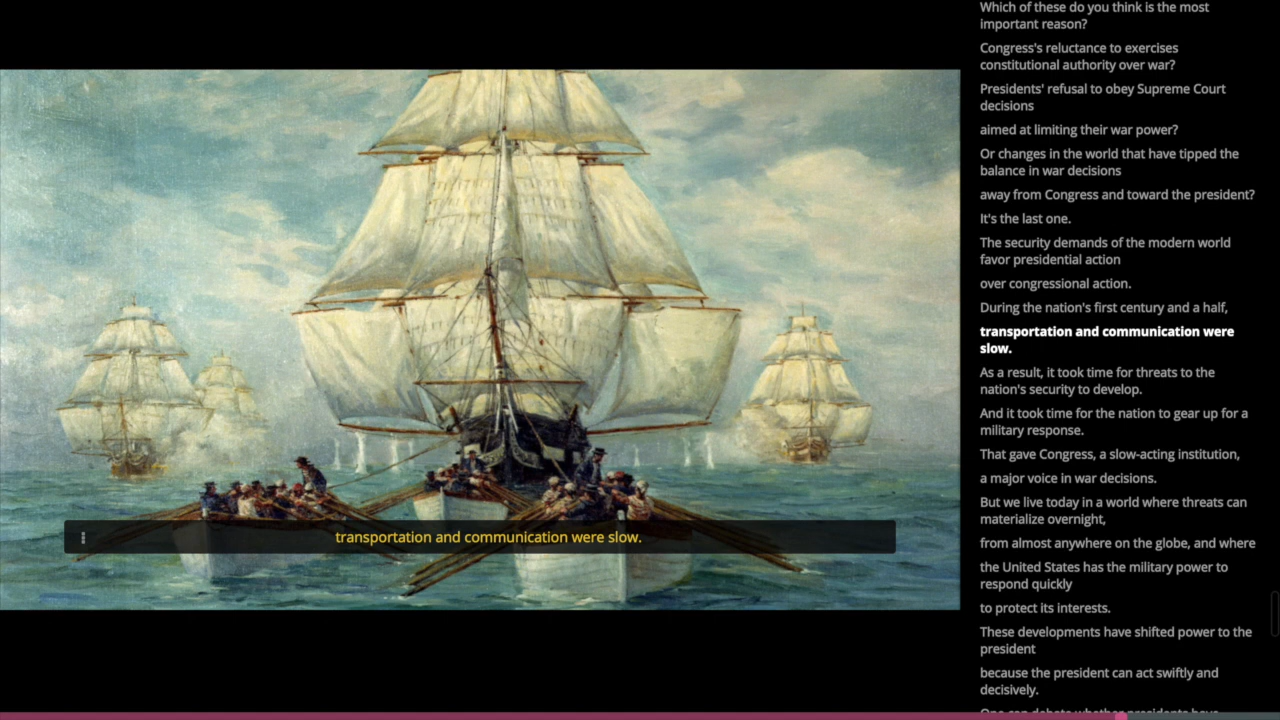 Which of these do you think is the most
important reason?
Congress's reluctance to exercises
constitutional authority over war?
Presidents' refusal to obey Supreme Court
decisions
aimed at limiting their war power?
Or changes in the world that have tipped the
balance in war decisions
away from Congress and toward the president?
It's the last one.
The security demands of the modern world
favor presidential action
over congressional action.
During the nation's first century and a half,
transportation and communication were
slow.
As a result, it took time for threats to the
nation's security to develop.
And it took time for the nation to gear up for a
military response.
That gave Congress, a slow-acting institution,
a major voice in war decisions.
But we live today in a world where threats can
materialize overnight,
from almost anywhere on the globe, and where
the United States has the military power to
respond quickly
to protect its interests.
These developments have shifted power to the
president
because the president can act swiftly and
decisively.
transportation and communication were slow.